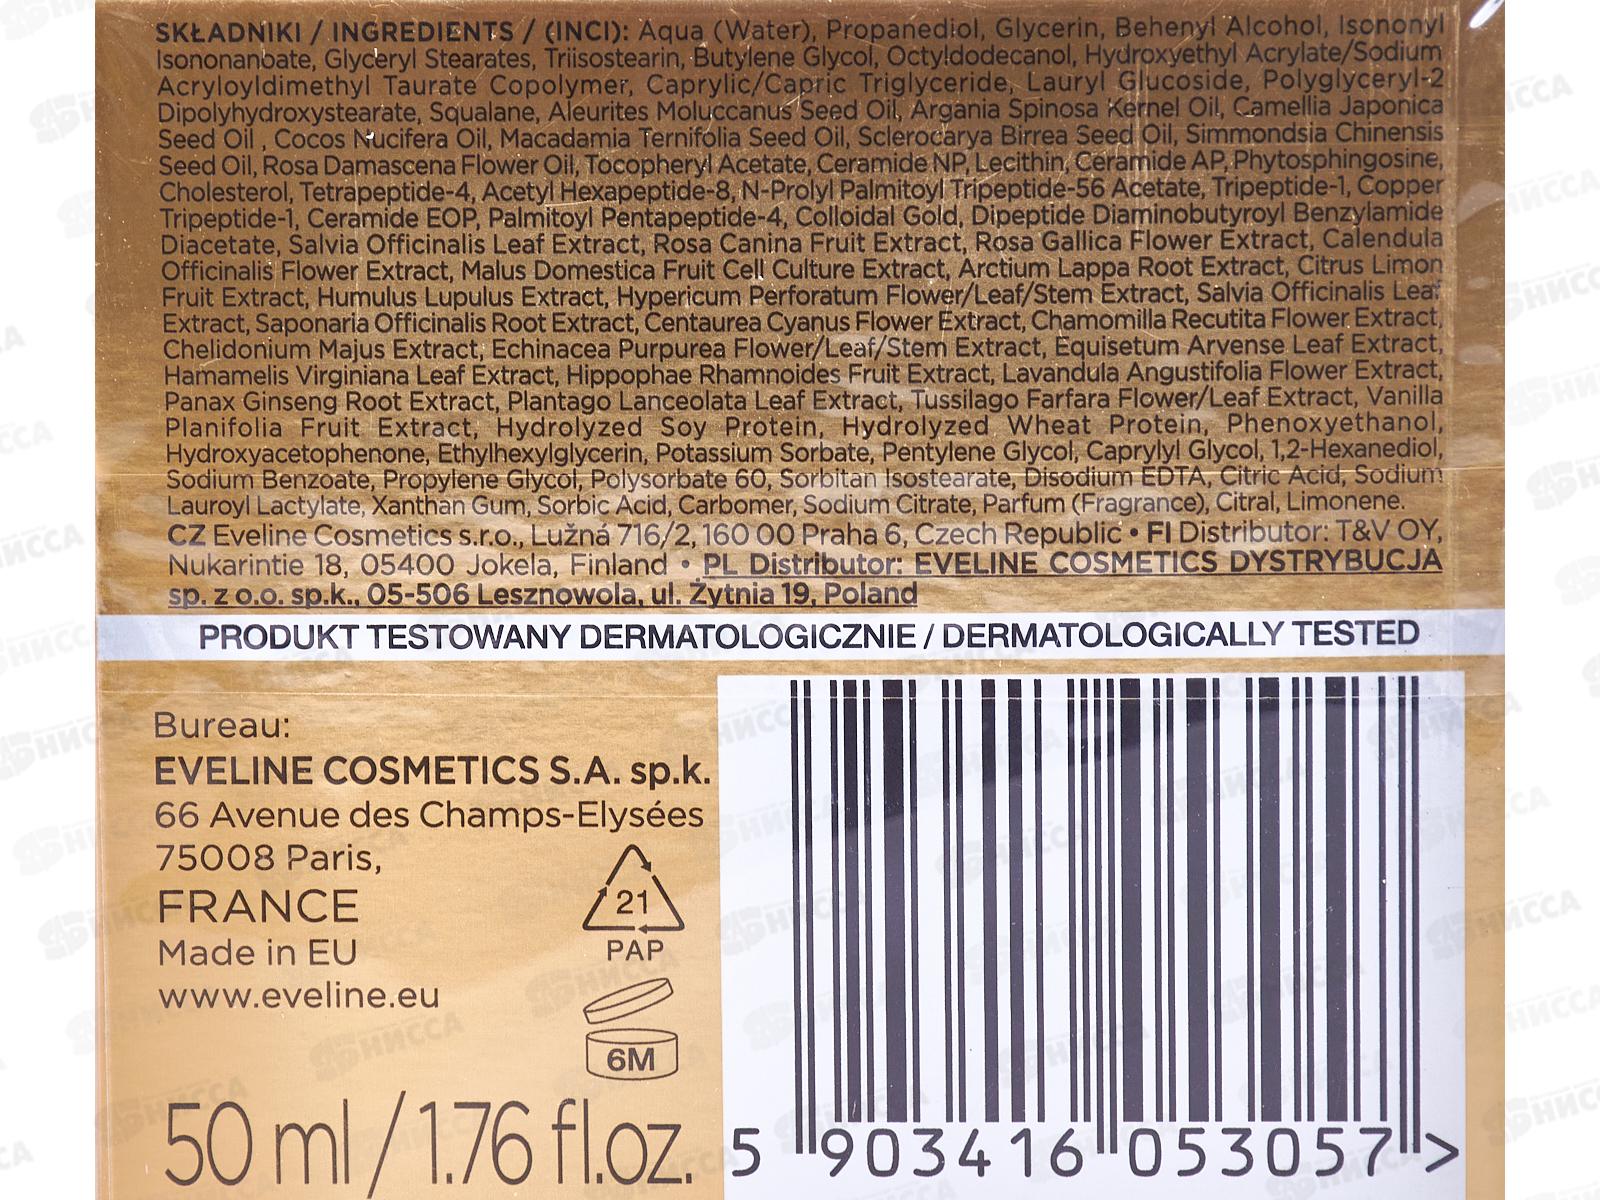 SKŁADNIKI / INGREDIENTS / (INCI): Aqua (Water), Propanediol, Glycerin, Behenyl Alcohol, Isononyl
Isononanbate, Glyceryl Stearates, Triisostearin, Butylene Glycol, Octyldodecanol, Hydroxyethyl Acrylate/Sodium
Acryloyldimethyl Taurate Copolymer, Caprylic/Capric Triglyceride, Lauryl Glucoside, Polyglyceryl-2
Dipolyhydroxystearate, Squalane, Aleurites Moluccanus Seed Oil, Argania Spinosa Kernel Oil, Camellia Japonica
Seed Oil , Cocos Nucifera Oil, Macadamia Ternifolia Seed Oil, Sclerocarya Birrea Seed Oil, Simmondsia Chinensis
Seed Oil, Rosa Damascena Flower Oil, Tocopheryl Acetate, Ceramide NP, Lecithin, Ceramide AP, Phytosphingosine,
Cholesterol, Tetrapeptide-4, Acetyl Hexapeptide-8, N-Prolyl Palmitoyl Tripeptide-56 Acetate, Tripeptide-1, Copper
Tripeptide-1, Ceramide EOP, Palmitoyl Pentapeptide-4, Colloidal Gold, Dipeptide Diaminobutyroyl Benzylamide
Diacetate, Salvia Officinalis Leaf Extract, Rosa Canina Fruit Extract, Rosa Gallica Flower Extract, Calendula
Officinalis Flower Extract, Malus Domestica Fruit Cell Culture Extract, Arctium Lappa Root Extract, Citrus Limon
Fruit Extract, Humulus Lupulus Extract, Hypericum Perforatum Flower/Leaf/Stem Extract, Salvia Officinalis Leaf
Extract, Saponaria Officinalis Root Extract, Centaurea Cyanus Flower Extract, Chamomilla Recutita Flower Extract,
Chelidonium Majus Extract, Echinacea Purpurea Flower/Leaf/Stem Extract, Equisetum Arvense Leaf Extract,
Hamamelis Virginiana Leaf Extract, Hippophae Rhamnoides Fruit Extract, Lavandula Angustifolia Flower Extract,
Panax Ginseng Root Extract, Plantago Lanceolata Leaf Extract, Tussilago Farfara Flower/Leaf Extract, Vanilla
Planifolia Fruit Extract, Hydrolyzed Soy Protein, Hydrolyzed Wheat Protein, Phenoxyethanol,
Hydroxyacetophenone, Ethylhexylglycerin, Potassium Sorbate, Pentylene Glycol, Caprylyl Glycol, 1,2-Hexanediol,
Sodium Benzoate, Propylene Glycol, Polysorbate 60, Sorbitan Isostearate, Disodium EDTA, Citric Acid, Sodium
Lauroyl Lactylate, Xanthan Gum, Sorbic Acid, Carbomer, Sodium Citrate, Parfum (Fragrance), Citral, Limonene.
CZ Eveline Cosmetics s.r.o., Lužná 716/2, 160 00 Praha 6, Czech Republic • FI Distributor: T&V OY,
Nukarintie 18, 05400 Jokela, Finland • PL Distributor: EVELINE COSMETICS DYSTRYBUCJA
sp. z o.o. sp.k., 05-506 Lesznowola, ul. Żytnia 19, Poland
PRODUKT TESTOWANY DERMATOLOGICZNIE / DERMATOLOGICALLY TESTED
Bureau:
EVELINE COSMETICS S.A. sp.k.
66 Avenue des Champs-Elysées
75008 Paris,
FRANCE
Made in EU
www.eveline.eu
21
PAP
6M
50 ml / 1.76 fl.oz.
5 903416 053057 >
БНИССА